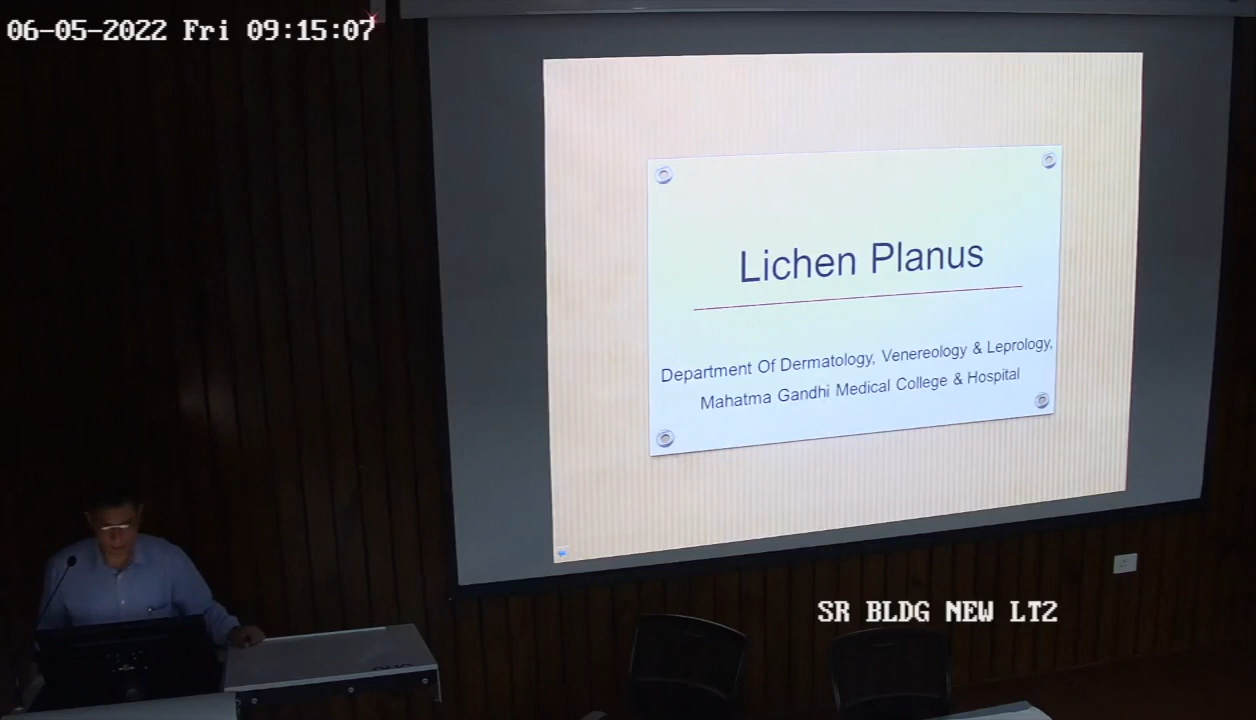 06-05-2022 Fri 09:15:07
Lichen Planus
Department Of Dermatology, Venereology & Leprology,
Mahatma Gandhi Medical College & Hospital
SR BLDG NEW LT2